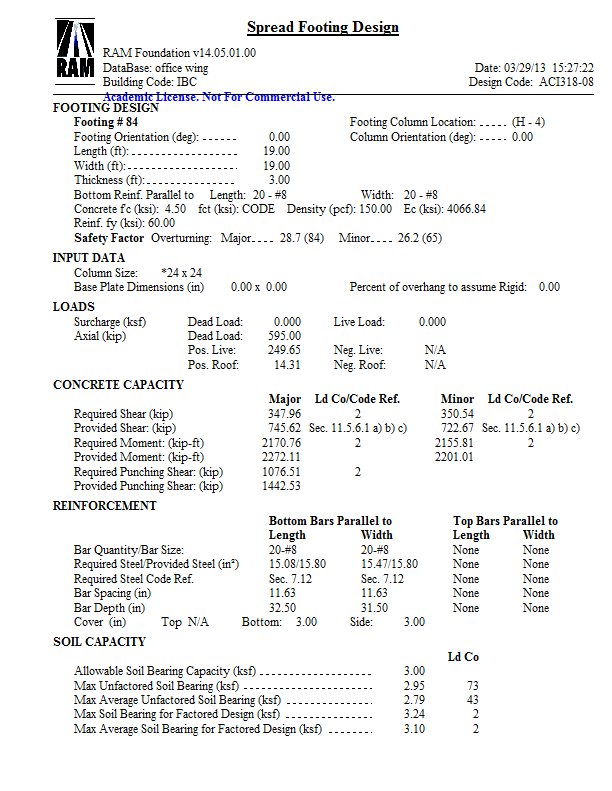 Spread Footing Design
RAM
RAM Foundation v14.05.01.00
DataBase: office wing Date: 03/29/13 15:27:22
Building Code: IBC Design Code: ACI318-08
Academic License. Not For Commercial Use.
FOOTING DESIGN
Footing # 84 Footing Column Location: (H - 4)
Footing Orientation (deg): 0.00 Column Orientation (deg): 0.00
Length (ft): 19.00
Width (ft): 19.00
Thickness (ft): 3.00
Bottom Reinf. Parallel to Length: 20 - #8 Width: 20 - #8
Concrete f'c (ksi): 4.50 fct (ksi): CODE Density (pcf): 150.00 Ec (ksi): 4066.84
Reinf. fy (ksi): 60.00
Safety Factor Overturning: Major 28.7 (84) Minor 26.2 (65)
INPUT DATA
Column Size: *24 x 24
Base Plate Dimensions (in) 0.00 x 0.00 Percent of overhang to assume Rigid: 0.00
LOADS
Surcharge (ksf) Dead Load: 0.000 Live Load: 0.000
Axial (kip) Dead Load: 595.00
Pos. Live: 249.65 Neg. Live: N/A
Pos. Roof: 14.31 Neg. Roof: N/A
CONCRETE CAPACITY
Major Ld Co/Code Ref. Minor Ld Co/Code Ref.
Required Shear (kip) 347.96 2 350.54 2
Provided Shear: (kip) 745.62 Sec. 11.5.6.1 a) b) c) 722.67 Sec. 11.5.6.1 a) b) c)
Required Moment: (kip-ft) 2170.76 2 2155.81 2
Provided Moment: (kip-ft) 2272.11 2201.01
Required Punching Shear: (kip) 1076.51 2
Provided Punching Shear: (kip) 1442.53
REINFORCEMENT
Bottom Bars Parallel to Top Bars Parallel to
Length Width Length Width
Bar Quantity/Bar Size: 20-#8 20-#8 None None
Required Steel/Provided Steel (in²) 15.08/15.80 15.47/15.80 None None
Required Steel Code Ref. Sec. 7.12 Sec. 7.12 None None
Bar Spacing (in) 11.63 11.63 None None
Bar Depth (in) 32.50 31.50 None None
Cover (in) Top N/A Bottom: 3.00 Side: 3.00
SOIL CAPACITY
Ld Co
Allowable Soil Bearing Capacity (ksf) 3.00
Max Unfactored Soil Bearing (ksf) 2.95 73
Max Average Unfactored Soil Bearing (ksf) 2.79 43
Max Soil Bearing for Factored Design (ksf) 3.24 2
Max Average Soil Bearing for Factored Design (ksf) 3.10 2